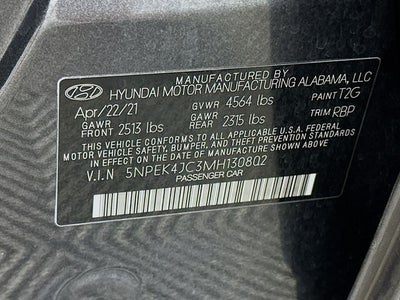 HYUNDAI MOTOR MANUFACTURING ALABAMA, LLC
Apr/22/21 GVWR 4564 lbs PAINT T2G
GAWR FRONT 2513 lbs GAWR REAR 2315 lbs TRIM RBP
THIS VEHICLE CONFORMS TO ALL APPLICABLE U.S.A. FEDERAL
MOTOR VEHICLE SAFETY, BUMPER, AND THEFT PREVENTION STANDARDS
IN EFFECT ON THE DATE OF MANUFACTURE SHOWN ABOVE.
V.I.N 5NPEK4JC3MH130802
PASSENGER CAR